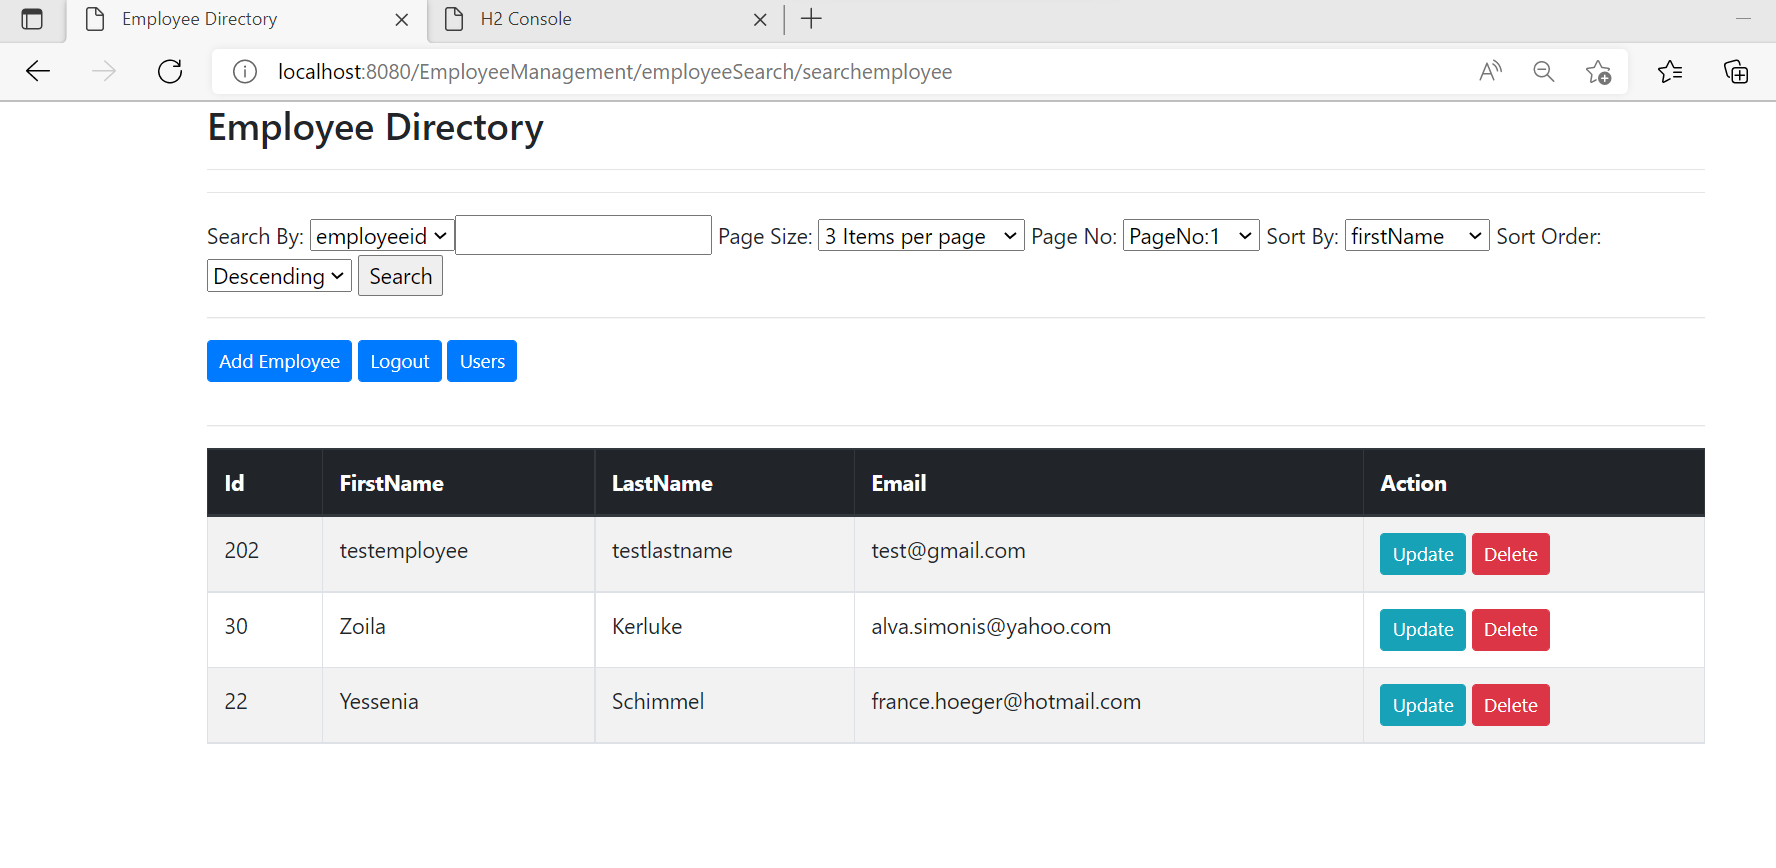 Employee Directory H2 Console
localhost:8080/EmployeeManagement/employeeSearch/searchemployee
Employee Directory
Search By: employeeid Page Size: 3 Items per page Page No: PageNo:1 Sort By: firstName Sort Order:
Descending Search
Add Employee Logout Users
Id FirstName LastName Email Action
202 testemployee testlastname test@gmail.com Update Delete
30 Zoila Kerluke alva.simonis@yahoo.com Update Delete
22 Yessenia Schimmel france.hoeger@hotmail.com Update Delete